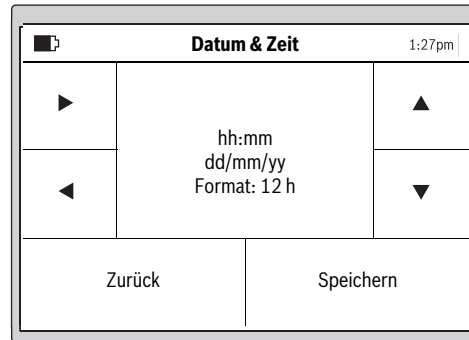 Datum & Zeit 1:27pm
hh:mm
dd/mm/yy
Format: 12 h
Zurück Speichern